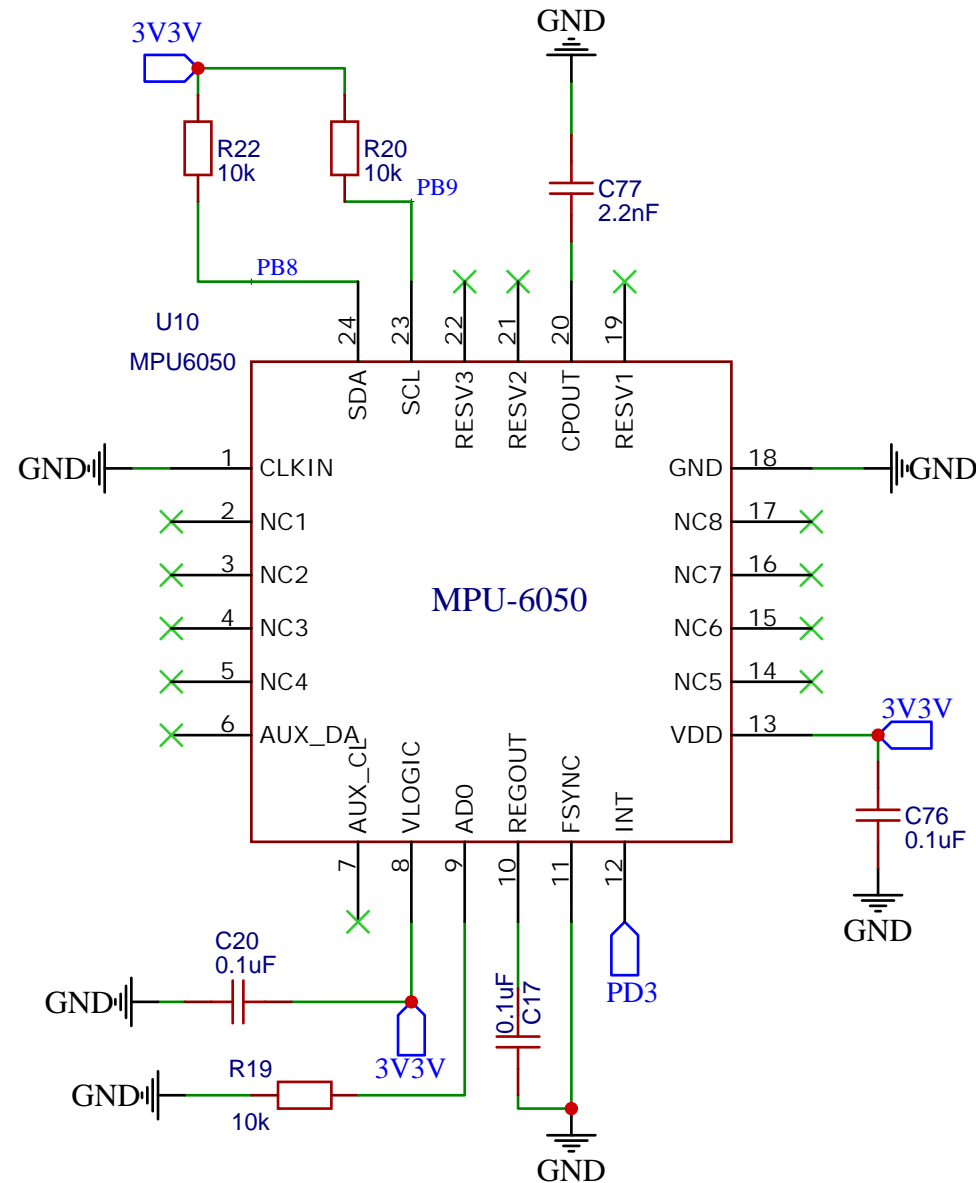 GND
3V3V
R22
10k
R20
10k
PB9
C77
2.2nF
PB8
U10
MPU6050
24
23
22
21
20
19
SDA
SCL
RESV3
RESV2
CPOUT
RESV1
GND
1
CLKIN
GND
18
GND
2
NC1
NC8
17
3
NC2
NC7
16
MPU-6050
4
NC3
NC6
15
5
NC4
NC5
14
6
AUX_DA
VDD
13
3V3V
AUX_CL
VLOGIC
AD0
REGOUT
FSYNC
INT
C76
0.1uF
GND
7
8
9
10
11
12
C20
0.1uF
GND
3V3V
0.1uF
C17
PD3
R19
GND
10k
GND